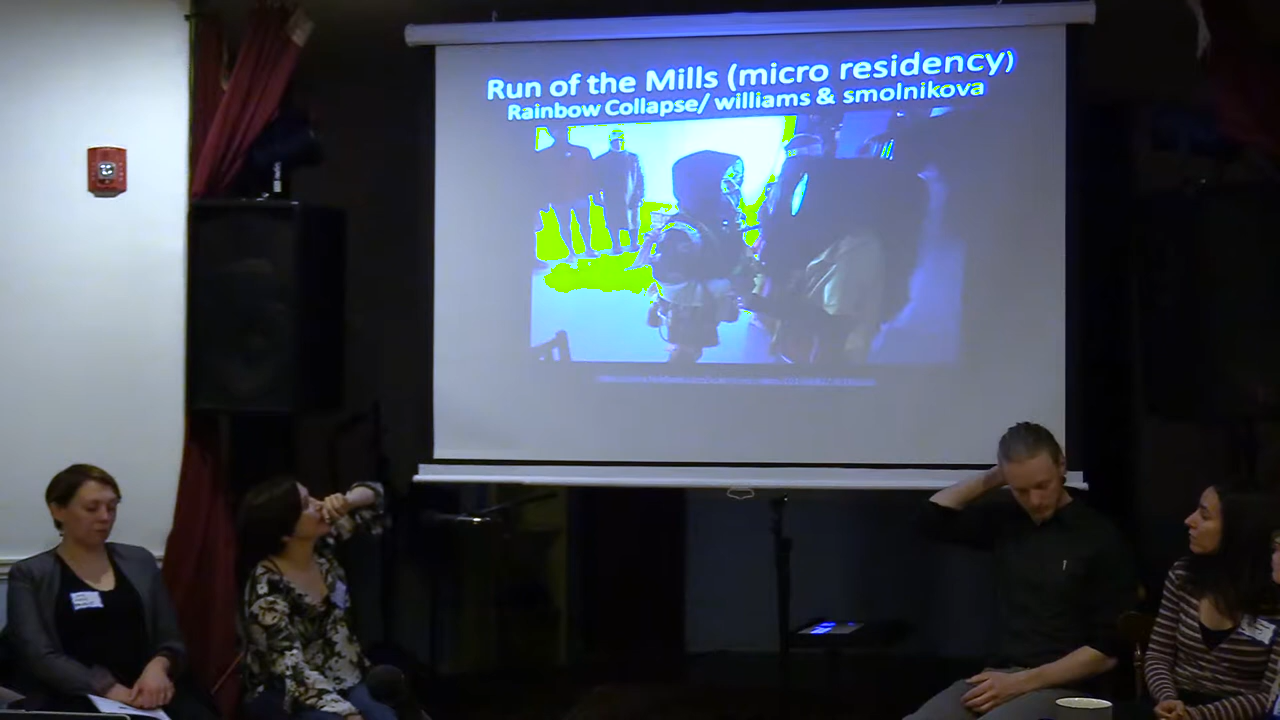 Run of the Mills (micro residency)
Rainbow Collapse/ williams & smolnikova